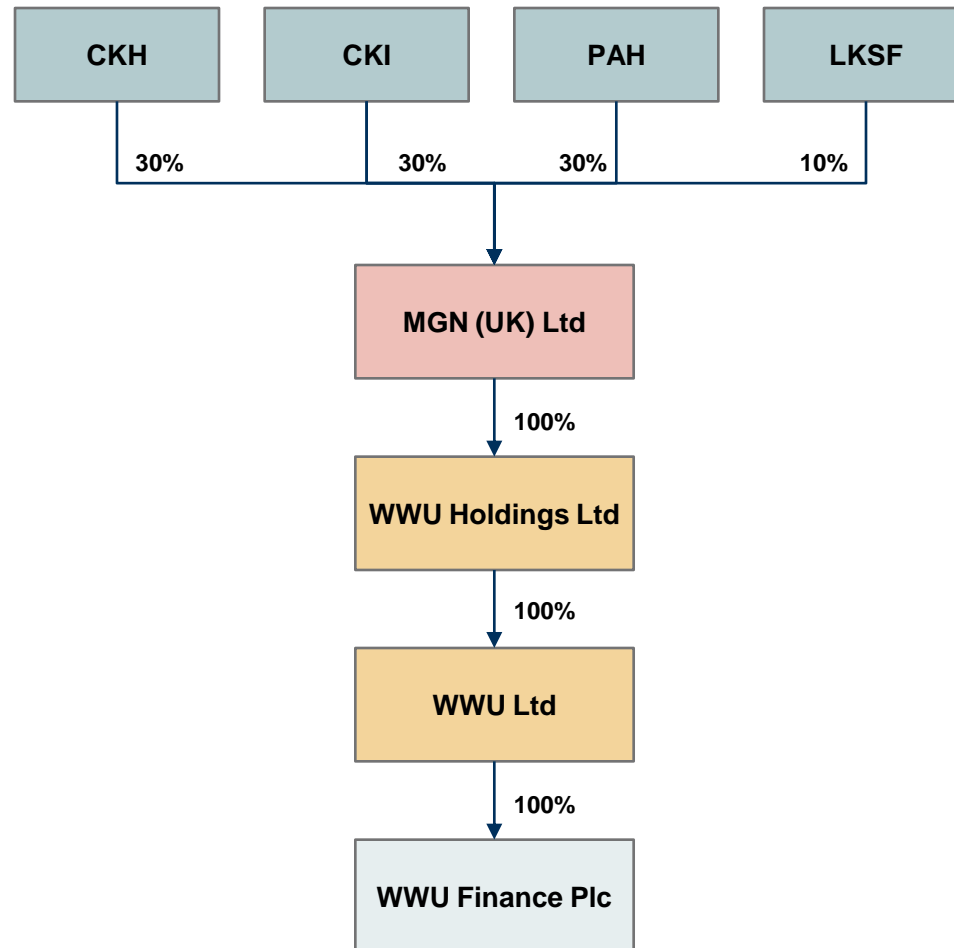 CKH
CKI
PAH
LKSF
30%
30%
30%
10%
MGN (UK) Ltd
100%
WWU Holdings Ltd
100%
WWU Ltd
100%
WWU Finance Plc